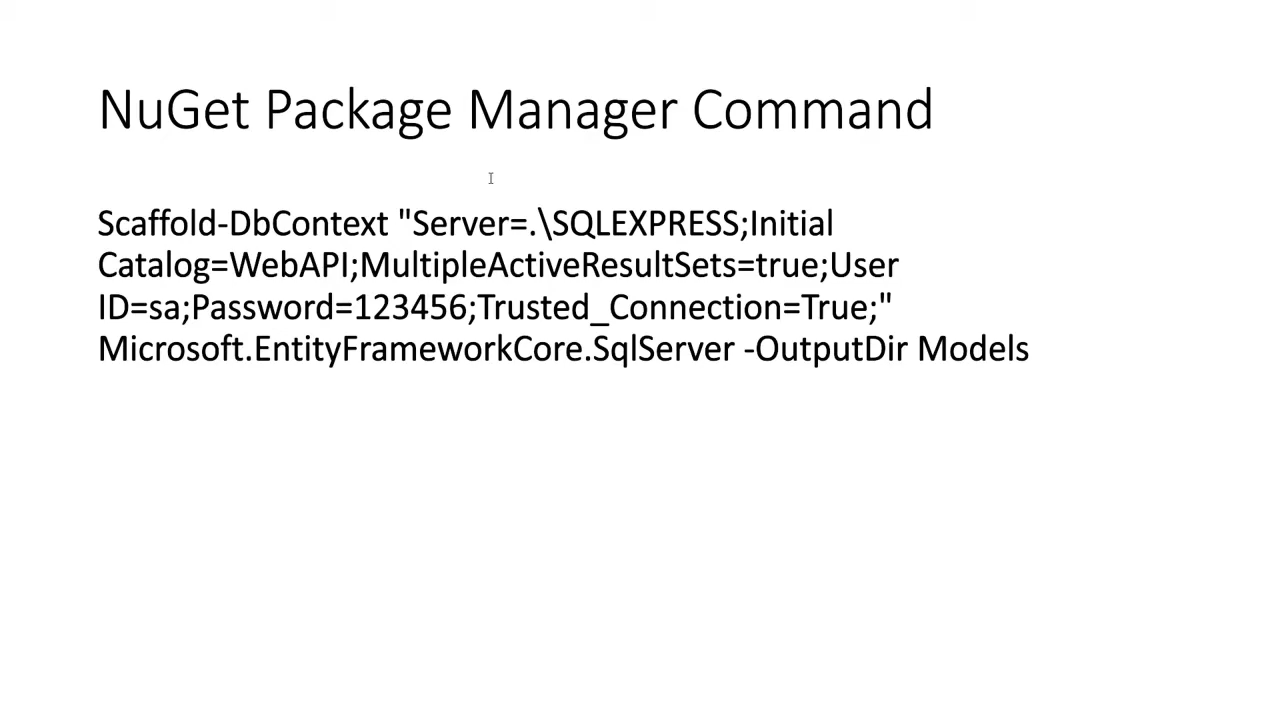 NuGet Package Manager Command
Scaffold-DbContext "Server=.\SQLEXPRESS;Initial
Catalog=WebAPI;MultipleActiveResultSets=true;User
ID=sa;Password=123456;Trusted_Connection=True;"
Microsoft.EntityFrameworkCore.SqlServer -OutputDir Models